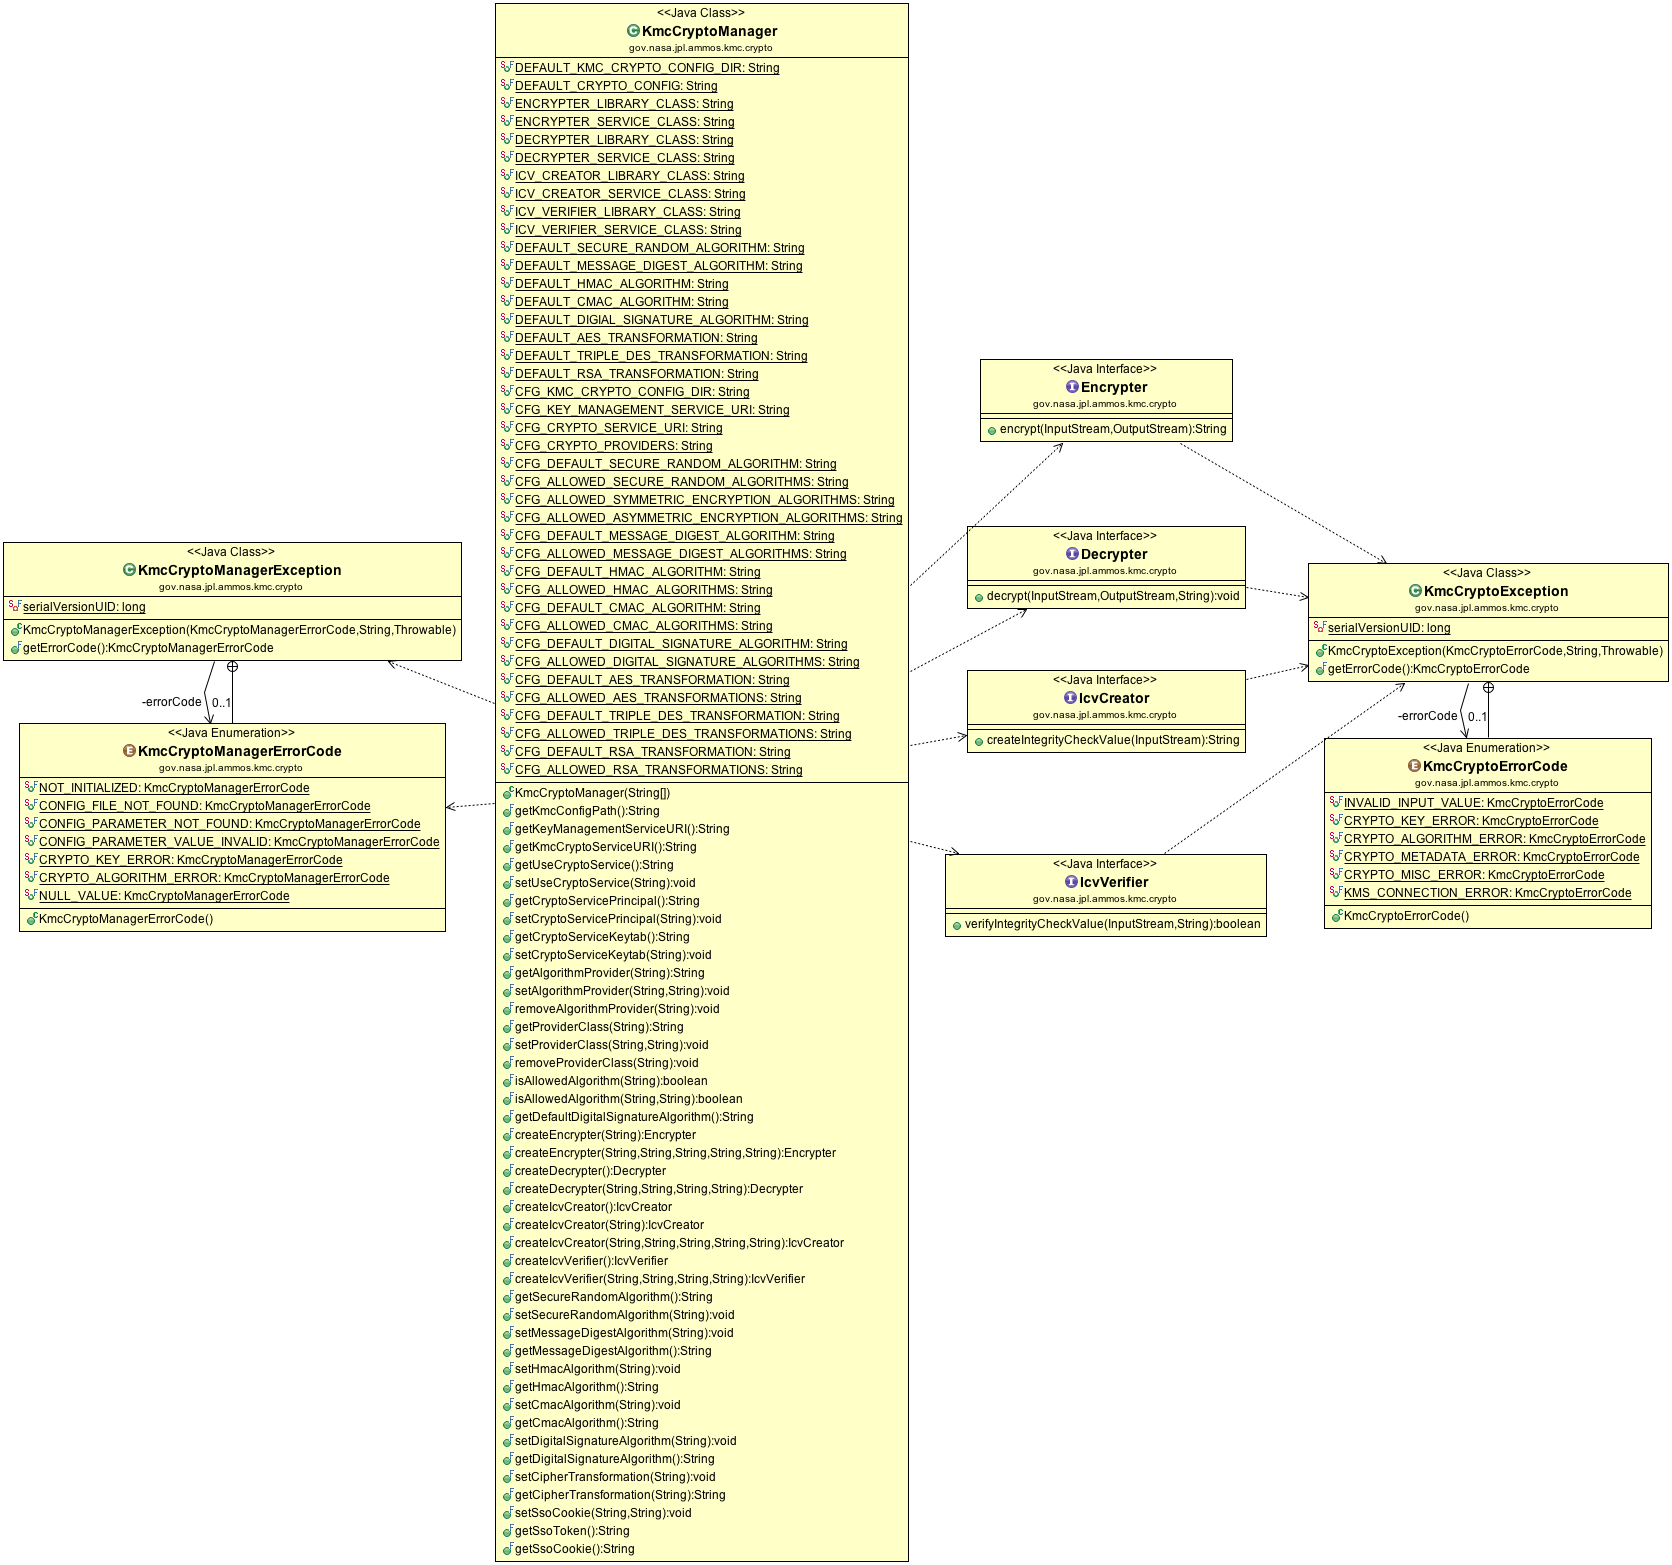 <<Java Class>>
KmcCryptoManager
gov.nasa.jpl.ammos.kmc.crypto
DEFAULT_KMC_CRYPTO_CONFIG_DIR: String
DEFAULT_CRYPTO_CONFIG: String
ENCRYPTER_LIBRARY_CLASS: String
ENCRYPTER_SERVICE_CLASS: String
DECRYPTER_LIBRARY_CLASS: String
DECRYPTER_SERVICE_CLASS: String
ICV_CREATOR_LIBRARY_CLASS: String
ICV_CREATOR_SERVICE_CLASS: String
ICV_VERIFIER_LIBRARY_CLASS: String
ICV_VERIFIER_SERVICE_CLASS: String
DEFAULT_SECURE_RANDOM_ALGORITHM: String
DEFAULT_MESSAGE_DIGEST_ALGORITHM: String
DEFAULT_HMAC_ALGORITHM: String
DEFAULT_CMAC_ALGORITHM: String
DEFAULT_DIGIAL_SIGNATURE_ALGORITHM: String
DEFAULT_AES_TRANSFORMATION: String
DEFAULT_TRIPLE_DES_TRANSFORMATION: String
DEFAULT_RSA_TRANSFORMATION: String
CFG_KMC_CRYPTO_CONFIG_DIR: String
CFG_KEY_MANAGEMENT_SERVICE_URI: String
CFG_CRYPTO_SERVICE_URI: String
CFG_CRYPTO_PROVIDERS: String
CFG_DEFAULT_SECURE_RANDOM_ALGORITHM: String
CFG_ALLOWED_SECURE_RANDOM_ALGORITHMS: String
CFG_ALLOWED_SYMMETRIC_ENCRYPTION_ALGORITHMS: String
CFG_ALLOWED_ASYMMETRIC_ENCRYPTION_ALGORITHMS: String
CFG_DEFAULT_MESSAGE_DIGEST_ALGORITHM: String
CFG_ALLOWED_MESSAGE_DIGEST_ALGORITHMS: String
CFG_DEFAULT_HMAC_ALGORITHM: String
CFG_ALLOWED_HMAC_ALGORITHMS: String
CFG_DEFAULT_CMAC_ALGORITHM: String
CFG_ALLOWED_CMAC_ALGORITHMS: String
CFG_DEFAULT_DIGITAL_SIGNATURE_ALGORITHM: String
CFG_ALLOWED_DIGITAL_SIGNATURE_ALGORITHMS: String
CFG_DEFAULT_AES_TRANSFORMATION: String
CFG_ALLOWED_AES_TRANSFORMATIONS: String
CFG_DEFAULT_TRIPLE_DES_TRANSFORMATION: String
CFG_ALLOWED_TRIPLE_DES_TRANSFORMATIONS: String
CFG_DEFAULT_RSA_TRANSFORMATION: String
CFG_ALLOWED_RSA_TRANSFORMATIONS: String
KmcCryptoManager(String[])
getKmcConfigPath():String
getKeyManagementServiceURI():String
getKmcCryptoServiceURI():String
getUseCryptoService():String
setUseCryptoService(String):void
getCryptoServicePrincipal():String
setCryptoServicePrincipal(String):void
getCryptoServiceKeytab():String
setCryptoServiceKeytab(String):void
getAlgorithmProvider(String):String
setAlgorithmProvider(String,String):void
removeAlgorithmProvider(String):void
getProviderClass(String):String
setProviderClass(String,String):void
removeProviderClass(String):void
isAllowedAlgorithm(String):boolean
isAllowedAlgorithm(String,String):boolean
getDefaultDigitalSignatureAlgorithm():String
createEncrypter(String):Encrypter
createEncrypter(String,String,String,String,String):Encrypter
createDecrypter():Decrypter
createDecrypter(String,String,String,String):Decrypter
createIcvCreator():IcvCreator
createIcvCreator(String):IcvCreator
createIcvCreator(String,String,String,String,String):IcvCreator
createIcvVerifier():IcvVerifier
createIcvVerifier(String,String,String,String):IcvVerifier
getSecureRandomAlgorithm():String
setSecureRandomAlgorithm(String):void
setMessageDigestAlgorithm(String):void
getMessageDigestAlgorithm():String
setHmacAlgorithm(String):void
getHmacAlgorithm():String
setCmacAlgorithm(String):void
getCmacAlgorithm():String
setDigitalSignatureAlgorithm(String):void
getDigitalSignatureAlgorithm():String
setCipherTransformation(String):void
getCipherTransformation(String):String
setSsoCookie(String,String):void
getSsoToken():String
getSsoCookie():String
<<Java Class>>
KmcCryptoManagerException
gov.nasa.jpl.ammos.kmc.crypto
serialVersionUID: long
KmcCryptoManagerException(KmcCryptoManagerErrorCode,String,Throwable)
getErrorCode():KmcCryptoManagerErrorCode
-errorCode
0..1
<<Java Enumeration>>
KmcCryptoManagerErrorCode
gov.nasa.jpl.ammos.kmc.crypto
NOT_INITIALIZED: KmcCryptoManagerErrorCode
CONFIG_FILE_NOT_FOUND: KmcCryptoManagerErrorCode
CONFIG_PARAMETER_NOT_FOUND: KmcCryptoManagerErrorCode
CONFIG_PARAMETER_VALUE_INVALID: KmcCryptoManagerErrorCode
CRYPTO_KEY_ERROR: KmcCryptoManagerErrorCode
CRYPTO_ALGORITHM_ERROR: KmcCryptoManagerErrorCode
NULL_VALUE: KmcCryptoManagerErrorCode
KmcCryptoManagerErrorCode()
<<Java Interface>>
Encrypter
gov.nasa.jpl.ammos.kmc.crypto
encrypt(InputStream,OutputStream):String
<<Java Interface>>
Decrypter
gov.nasa.jpl.ammos.kmc.crypto
decrypt(InputStream,OutputStream,String):void
<<Java Interface>>
IcvCreator
gov.nasa.jpl.ammos.kmc.crypto
createIntegrityCheckValue(InputStream):String
<<Java Interface>>
IcvVerifier
gov.nasa.jpl.ammos.kmc.crypto
verifyIntegrityCheckValue(InputStream,String):boolean
<<Java Class>>
KmcCryptoException
gov.nasa.jpl.ammos.kmc.crypto
serialVersionUID: long
KmcCryptoException(KmcCryptoErrorCode,String,Throwable)
getErrorCode():KmcCryptoErrorCode
-errorCode
0..1
<<Java Enumeration>>
KmcCryptoErrorCode
gov.nasa.jpl.ammos.kmc.crypto
INVALID_INPUT_VALUE: KmcCryptoErrorCode
CRYPTO_KEY_ERROR: KmcCryptoErrorCode
CRYPTO_ALGORITHM_ERROR: KmcCryptoErrorCode
CRYPTO_METADATA_ERROR: KmcCryptoErrorCode
CRYPTO_MISC_ERROR: KmcCryptoErrorCode
KMS_CONNECTION_ERROR: KmcCryptoErrorCode
KmcCryptoErrorCode()